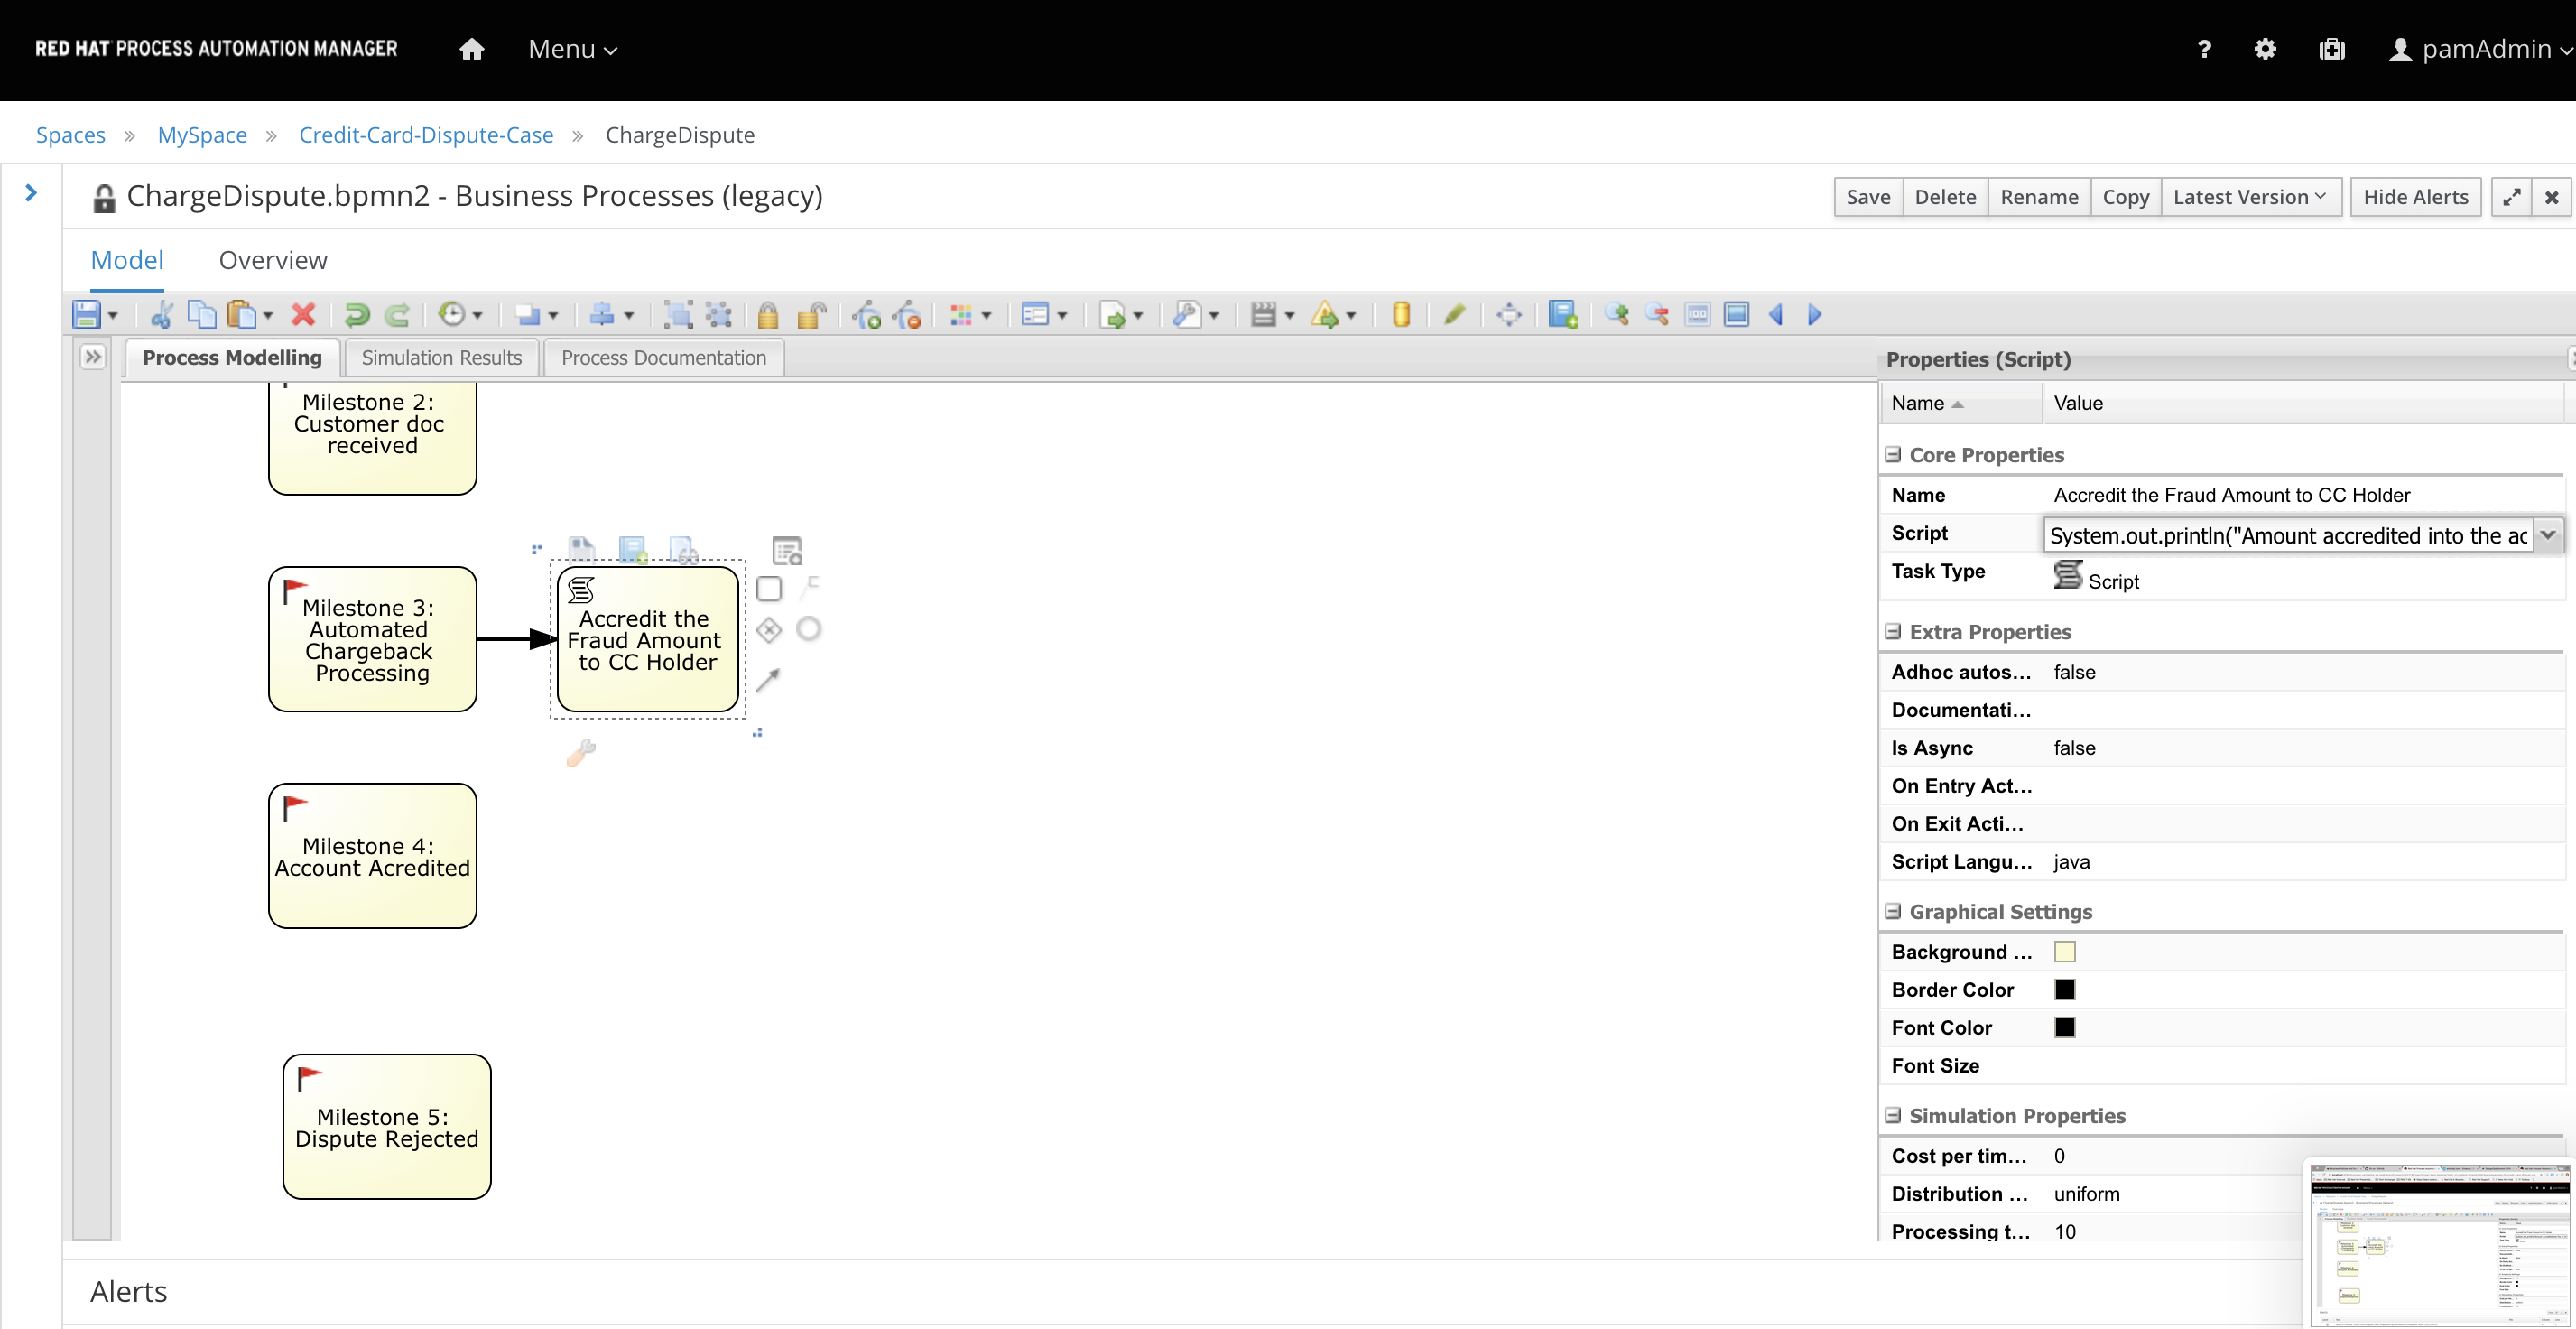 RED HAT PROCESS AUTOMATION MANAGER
Menu
?
pamAdmin
Spaces » MySpace » Credit-Card-Dispute-Case » ChargeDispute
ChargeDispute.bpmn2 - Business Processes (legacy)
Save
Delete
Rename
Copy
Latest Version
Hide Alerts
Model
Overview
Process Modelling
Simulation Results
Process Documentation
Milestone 2:
Customer doc
received
Milestone 3:
Automated
Chargeback
Processing
Accredit the
Fraud Amount
to CC Holder
Milestone 4:
Account Acredited
Milestone 5:
Dispute Rejected
Properties (Script)
Name Value
Core Properties
Name Accredit the Fraud Amount to CC Holder
Script System.out.println("Amount accredited into the ac
Task Type Script
Extra Properties
Adhoc autos... false
Documentati...
Is Async false
On Entry Act...
On Exit Acti...
Script Langu... java
Graphical Settings
Background ...
Border Color
Font Color
Font Size
Simulation Properties
Cost per tim... 0
Distribution ... uniform
Processing t... 10
Alerts